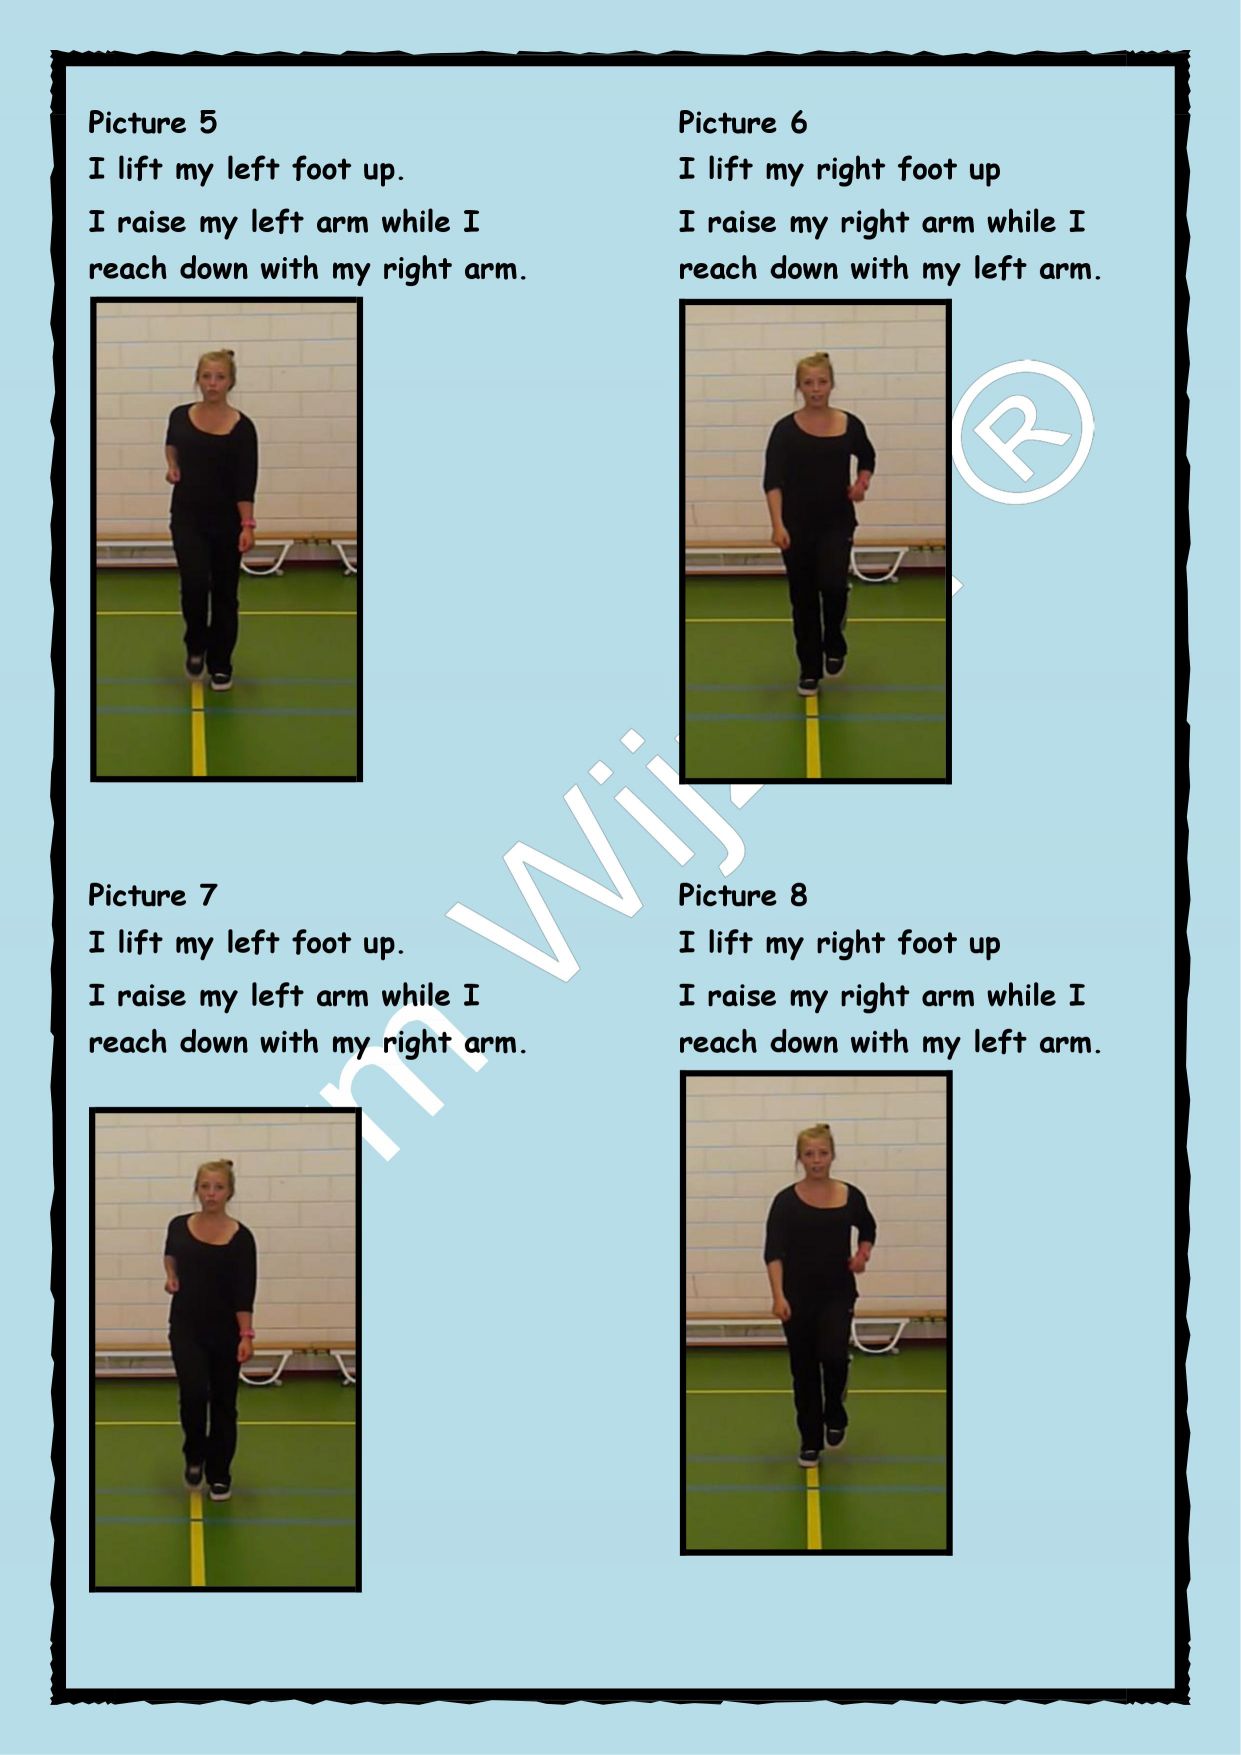 Picture 5
I lift my left foot up.
I raise my left arm while I
reach down with my right arm.
Picture 6
I lift my right foot up
I raise my right arm while I
reach down with my left arm.
®
Picture 7
I lift my left foot up.
I raise my left arm while I
reach down with my right arm.
Picture 8
I lift my right foot up
I raise my right arm while I
reach down with my left arm.